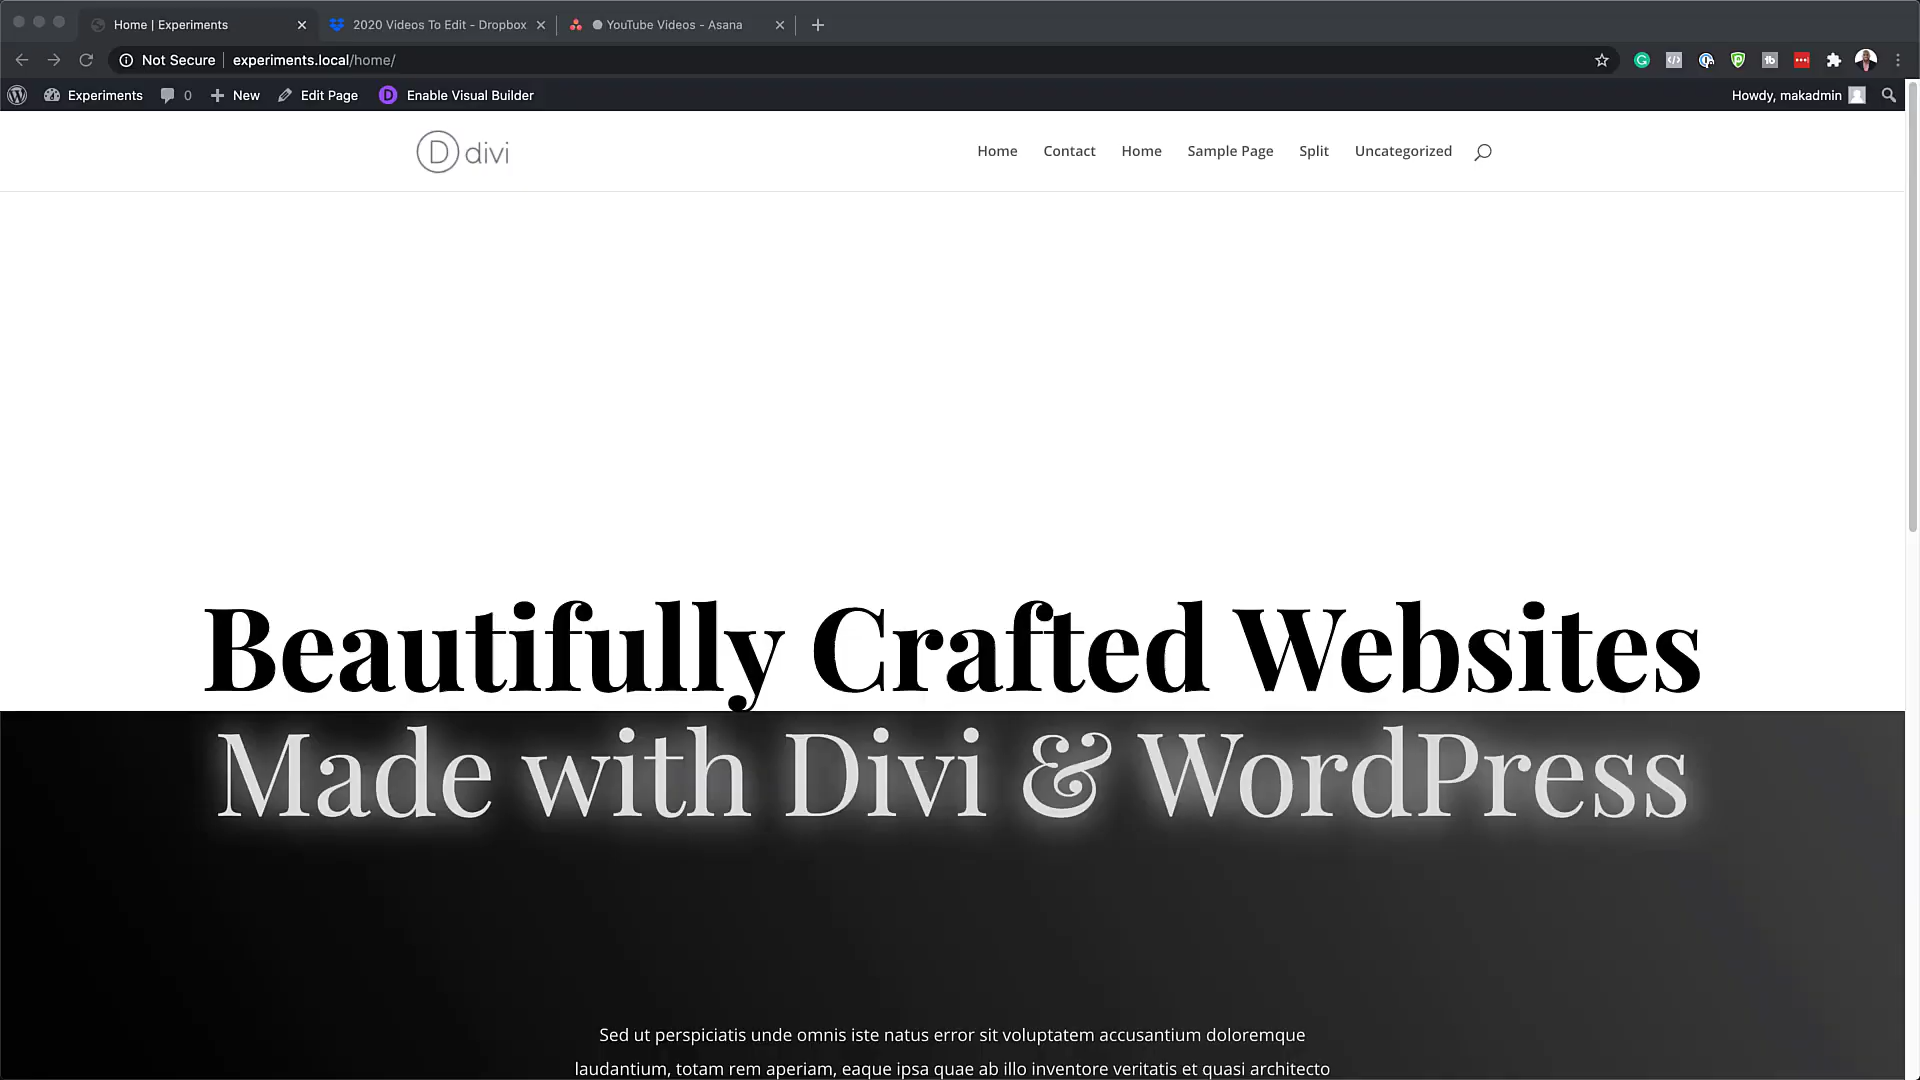 Home | Experiments
2020 Videos To Edit - Dropbox
YouTube Videos - Asana
Not Secure
experiments.local/home/
Experiments
0
New
Edit Page
D
Enable Visual Builder
Howdy, makadmin
D divi
Home
Contact
Home
Sample Page
Split
Uncategorized
Beautifully Crafted Websites
Made with Divi & WordPress
Sed ut perspiciatis unde omnis iste natus error sit voluptatem accusantium doloremque
laudantium, totam rem aperiam, eaque ipsa quae ab illo inventore veritatis et quasi architecto